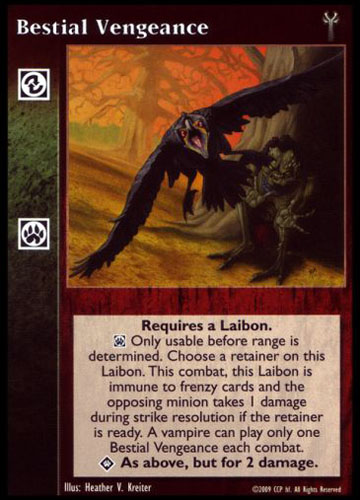 Bestial Vengeance
Requires a Laibon.
Only usable before range is
determined. Choose a retainer on this
Laibon. This combat, this Laibon is
immune to frenzy cards and the
opposing minion takes 1 damage
during strike resolution if the retainer
is ready. A vampire can play only one
Bestial Vengeance each combat.
As above, but for 2 damage.
Illus: Heather V. Kreiter
©2009 CCP hf. All Rights Reserved